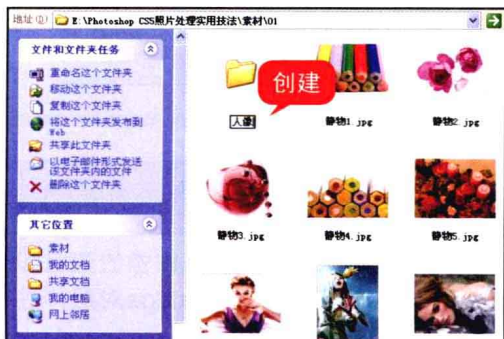 地址(D) E:\Photoshop CS5照片处理实用技法\素材\01
文件和文件夹任务
重命名这个文件夹
移动这个文件夹
复制这个文件夹
将这个文件夹发布到
Web
共享此文件夹
以电子邮件形式发送
该文件夹内的文件
删除这个文件夹
其它位置
素材
我的文档
共享文档
我的电脑
网上邻居
创建
人像
静物1.jpg
静物2.jpg
静物3.jpg
静物4.jpg
静物5.jpg